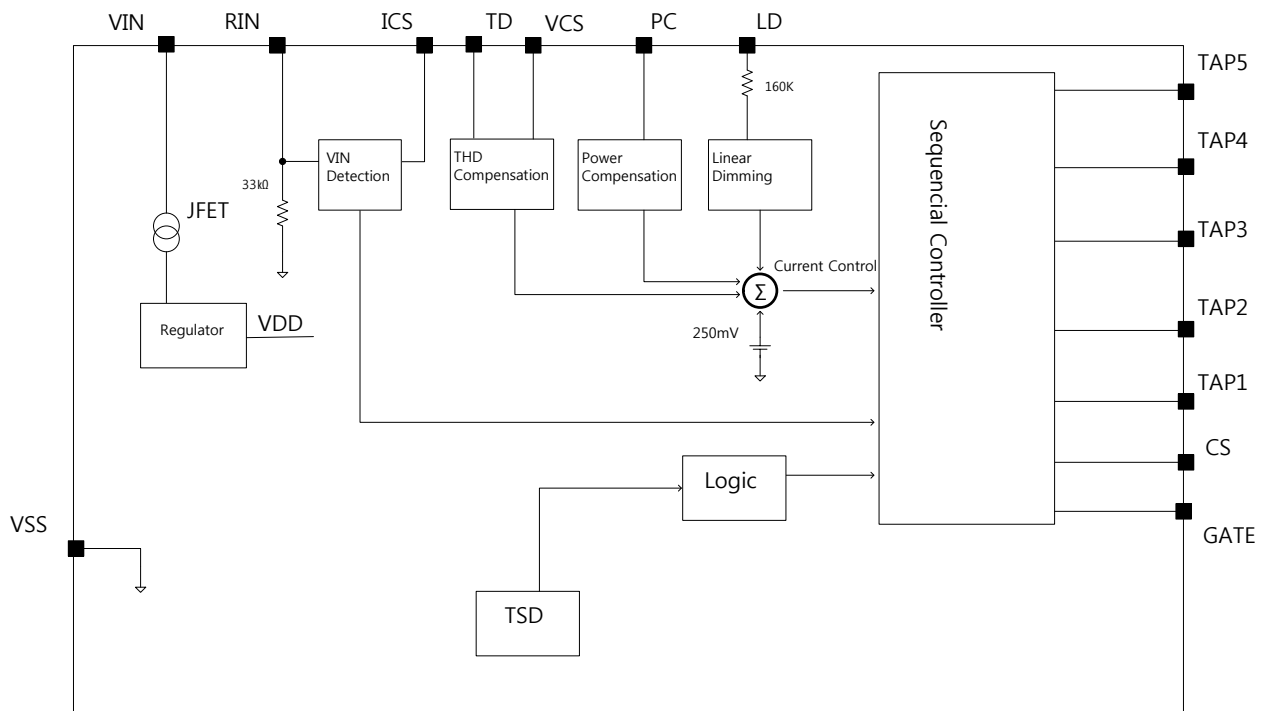 VIN
RIN
ICS
TD
VCS
PC
LD
TAP5
160K
TAP4
Sequencial Controller
VIN
Detection
THD
Compensation
Power
Compensation
Linear
Dimming
33kΩ
JFET
TAP3
Current Control
Σ
TAP2
Regulator
VDD
250mV
TAP1
CS
Logic
VSS
GATE
TSD